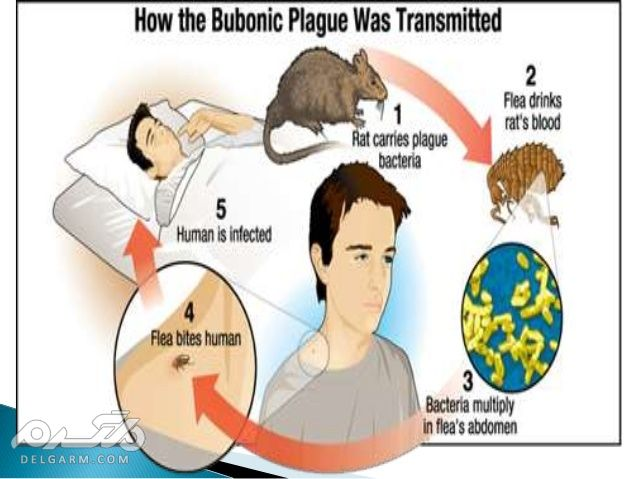 How the Bubonic Plague Was Transmitted
1
Rat carries plague
bacteria
2
Flea drinks
rat's blood
3
Bacteria multiply
in flea's abdomen
4
Flea bites human
5
Human is infected
دلگرم
DELGARM.COM